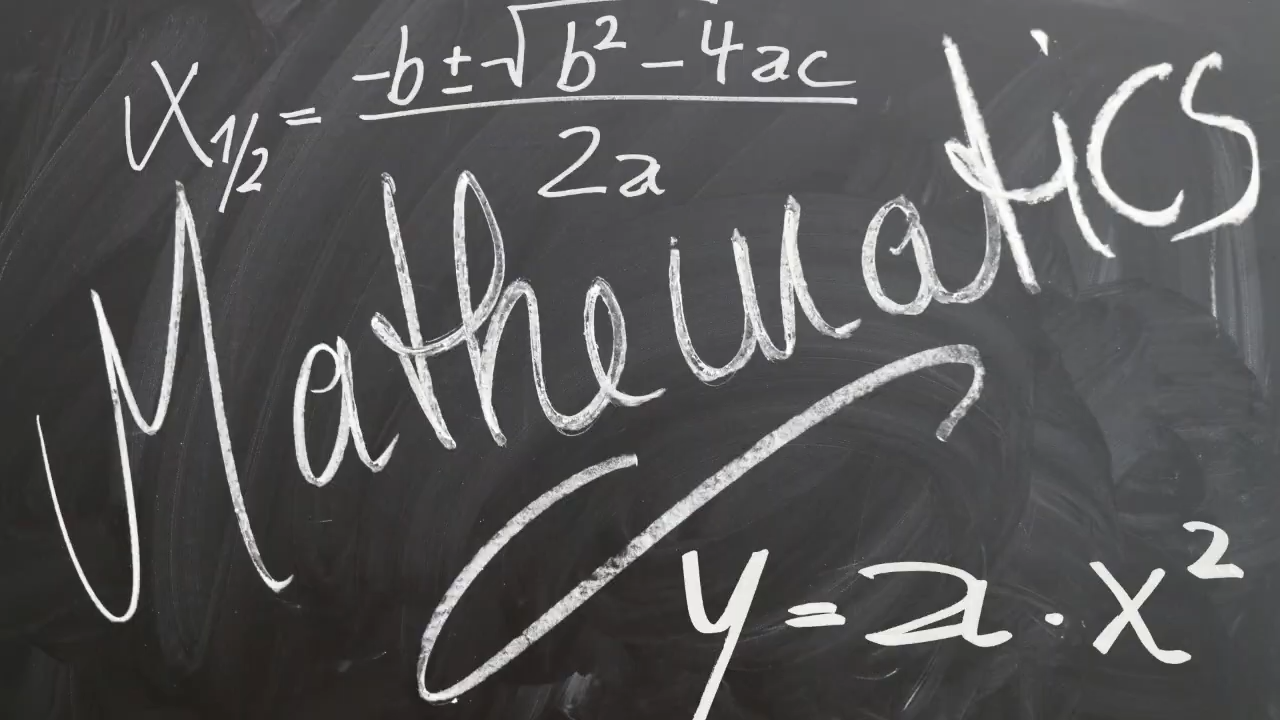 x₁/₂ = (-b ± √(b² - 4ac)) / 2a
Mathematics
y = a · x²